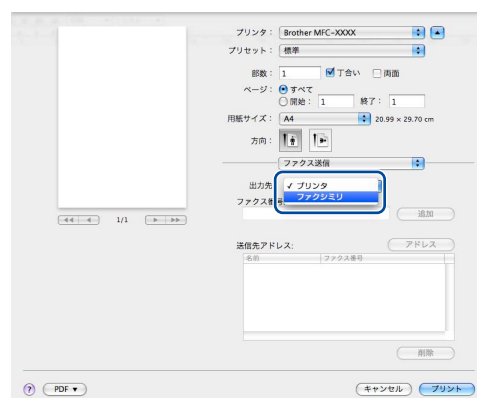 プリンタ： Brother MFC-XXXX
プリセット： 標準
部数： 1 丁合い 両面
ページ： すべて
開始： 1 終了： 1
用紙サイズ： A4 20.99 × 29.70 cm
方向：
ファクス送信
出力先 ✓ プリンタ
ファクシミリ
ファクス番号
追加
1/1
送信先アドレス: アドレス
名前 ファクス番号
削除
? PDF ▼ キャンセル プリント